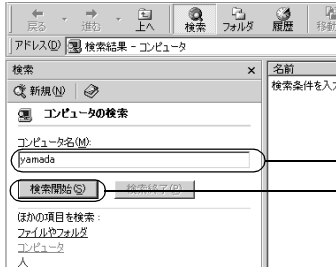 戻る 進む 上へ 検索 フォルダ 履歴
アドレス(D) 検索結果 - コンピュータ
検索 × 名前
新規(N) 検索条件を入
コンピュータの検索
コンピュータ名(M):
yamada
検索開始(S) 検索終了(P)
ほかの項目を検索:
ファイルやフォルダ
コンピュータ
人